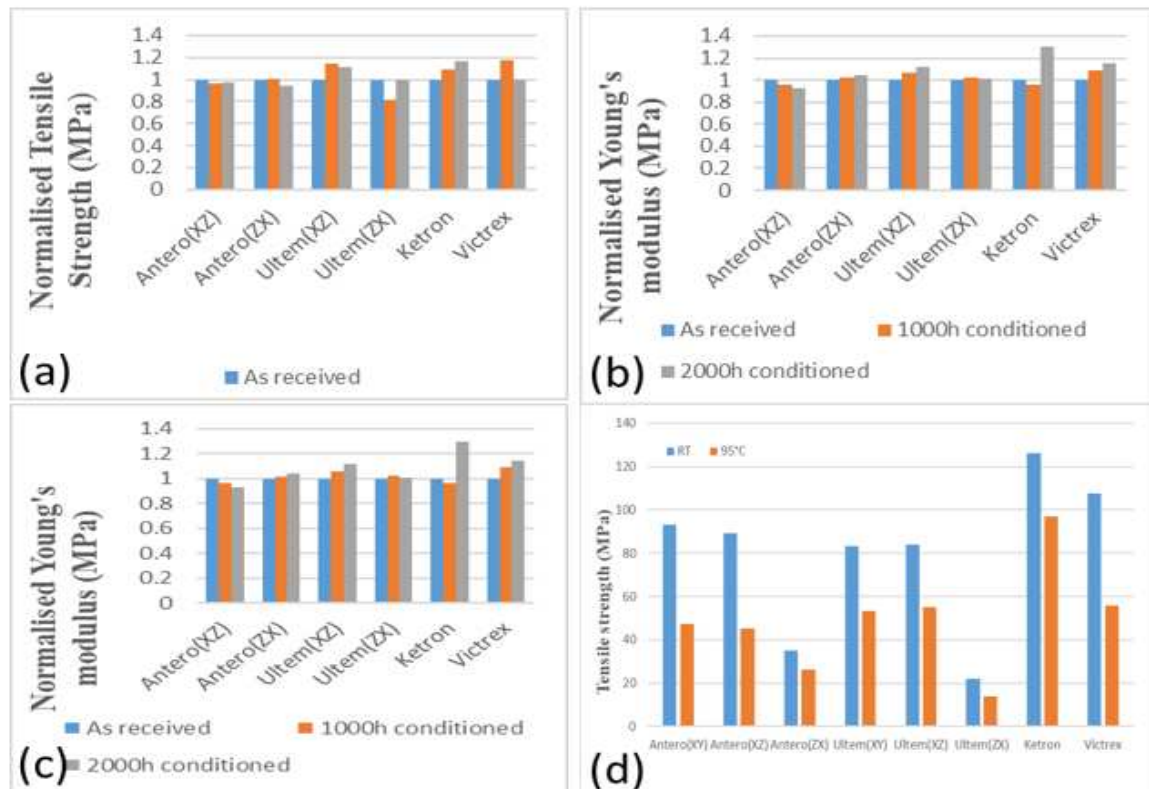 Normalised Tensile
Strength (MPa)
1.4
1.2
1
0.8
0.6
0.4
0.2
0
Antero(XZ)
Antero(ZX)
Ultem(XZ)
Ultem(ZX)
Ketron
Victrex
As received
(a)
Normalised Young's
modulus (MPa)
1.4
1.2
1
0.8
0.6
0.4
0.2
0
Antero(XZ)
Antero(ZX)
Ultem(XZ)
Ultem(ZX)
Ketron
Victrex
As received 1000h conditioned
2000h conditioned
(b)
Normalised Young's
modulus (MPa)
1.4
1.2
1
0.8
0.6
0.4
0.2
0
Antero(XZ)
Antero(ZX)
Ultem(XZ)
Ultem(ZX)
Ketron
Victrex
As received 1000h conditioned
2000h conditioned
(c)
Tensile strength (MPa)
140
120
100
80
60
40
20
0
RT 95°C
Antero(XY) Antero(XZ) Antero(ZX) Ultem(XY) Ultem(XZ) Ultem(ZX) Ketron Victrex
(d)